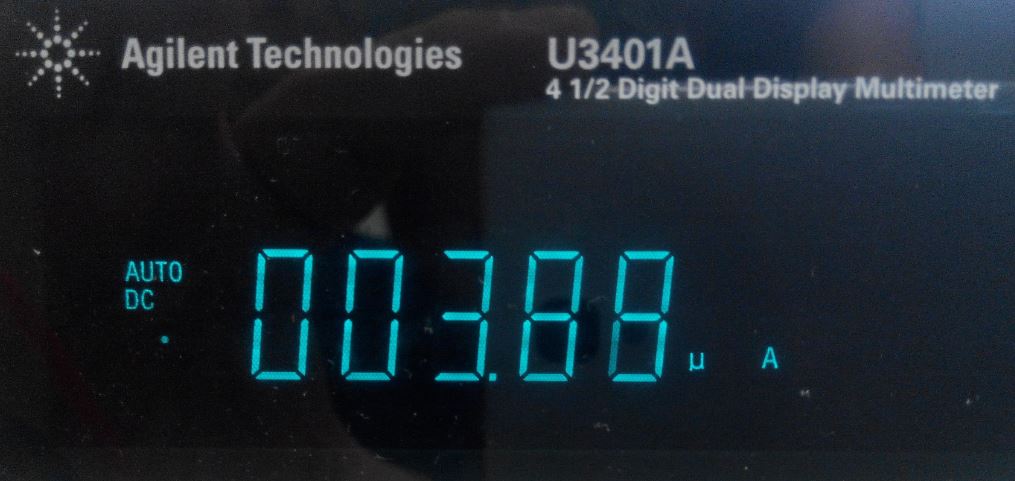 Agilent Technologies U3401A
4 1/2 Digit Dual Display Multimeter
AUTO
DC
003.88 µ A